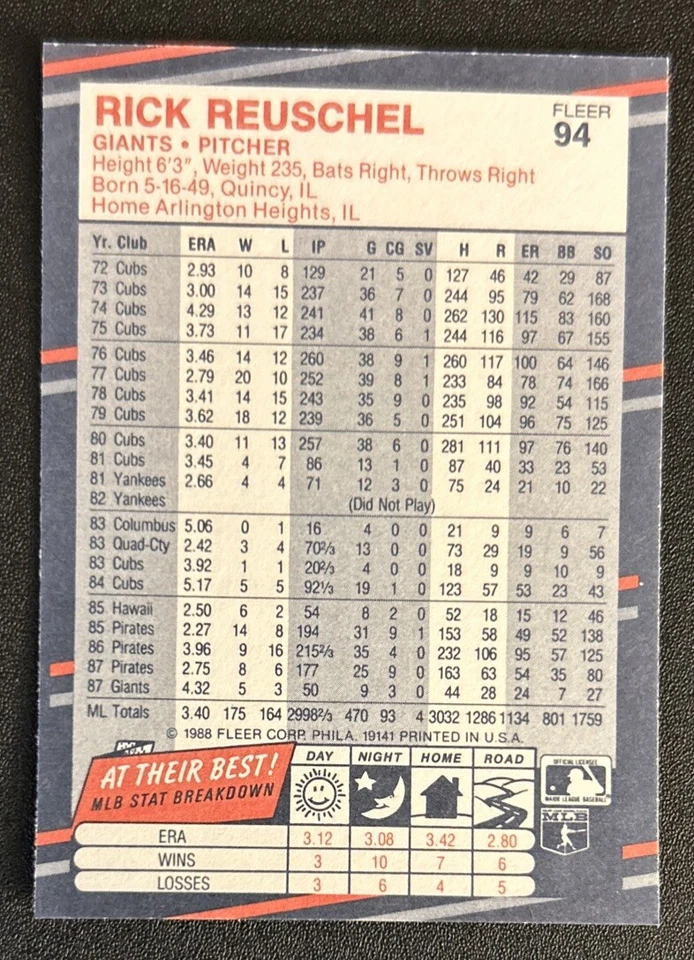 RICK REUSCHEL
FLEER
94
GIANTS • PITCHER
Height 6'3", Weight 235, Bats Right, Throws Right
Born 5-16-49, Quincy, IL
Home Arlington Heights, IL
Yr. Club ERA W L IP G CG SV H R ER BB SO
72 Cubs 2.93 10 8 129 21 5 0 127 46 42 29 87
73 Cubs 3.00 14 15 237 36 7 0 244 95 79 62 168
74 Cubs 4.29 13 12 241 41 8 0 262 130 115 83 160
75 Cubs 3.73 11 17 234 38 6 1 244 116 97 67 155
76 Cubs 3.46 14 12 260 38 9 1 260 117 100 64 146
77 Cubs 2.79 20 10 252 39 8 1 233 84 78 74 166
78 Cubs 3.41 14 15 243 35 9 0 235 98 92 54 115
79 Cubs 3.62 18 12 239 36 5 0 251 104 96 75 125
80 Cubs 3.40 11 13 257 38 6 0 281 111 97 76 140
81 Cubs 3.45 4 7 86 13 1 0 87 40 33 23 53
81 Yankees 2.66 4 4 71 12 3 0 75 24 21 10 22
82 Yankees (Did Not Play)
83 Columbus 5.06 0 1 16 4 0 0 21 9 9 6 7
83 Quad-Cty 2.42 3 4 70⅔ 13 0 0 73 29 19 9 56
83 Cubs 3.92 1 1 20⅔ 4 0 0 18 9 9 10 9
84 Cubs 5.17 5 5 92⅓ 19 1 0 123 57 53 23 43
85 Hawaii 2.50 6 2 54 8 2 0 52 18 15 12 46
85 Pirates 2.27 14 8 194 31 9 1 153 58 49 52 138
86 Pirates 3.96 9 16 215⅔ 35 4 0 232 106 95 57 125
87 Pirates 2.75 8 6 177 25 9 0 163 63 54 35 80
87 Giants 4.32 5 3 50 9 3 0 44 28 24 7 27
ML Totals 3.40 175 164 2998⅔ 470 93 4 3032 1286 1134 801 1759
© 1988 FLEER CORP. PHILA. 19141 PRINTED IN U.S.A.
AT THEIR BEST!
MLB STAT BREAKDOWN
DAY NIGHT HOME ROAD
OFFICIAL LICENSEE
MAJOR LEAGUE BASEBALL
MLB
ERA 3.12 3.08 3.42 2.80
WINS 3 10 7 6
LOSSES 3 6 4 5